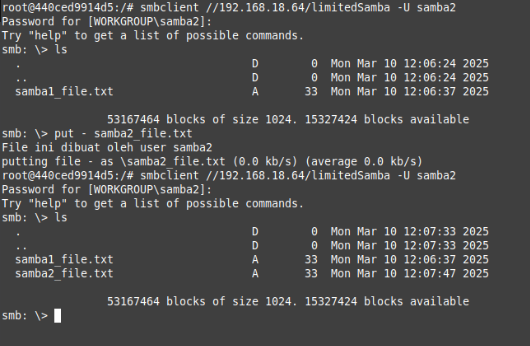 root@440ced9914d5:/# smbclient //192.168.18.64/limitedSamba -U samba2
Password for [WORKGROUP\samba2]:
Try "help" to get a list of possible commands.
smb: \> ls
  .                                   D        0  Mon Mar 10 12:06:24 2025
  ..                                  D        0  Mon Mar 10 12:06:24 2025
  samba1_file.txt                     A       33  Mon Mar 10 12:06:37 2025
                53167464 blocks of size 1024. 15327424 blocks available
smb: \> put - samba2_file.txt
File ini dibuat oleh user samba2
putting file - as \samba2_file.txt (0.0 kb/s) (average 0.0 kb/s)
root@440ced9914d5:/# smbclient //192.168.18.64/limitedSamba -U samba2
Password for [WORKGROUP\samba2]:
Try "help" to get a list of possible commands.
smb: \> ls
  .                                   D        0  Mon Mar 10 12:07:33 2025
  ..                                  D        0  Mon Mar 10 12:07:33 2025
  samba1_file.txt                     A       33  Mon Mar 10 12:06:37 2025
  samba2_file.txt                     A       33  Mon Mar 10 12:07:47 2025
                53167464 blocks of size 1024. 15327424 blocks available
smb: \>